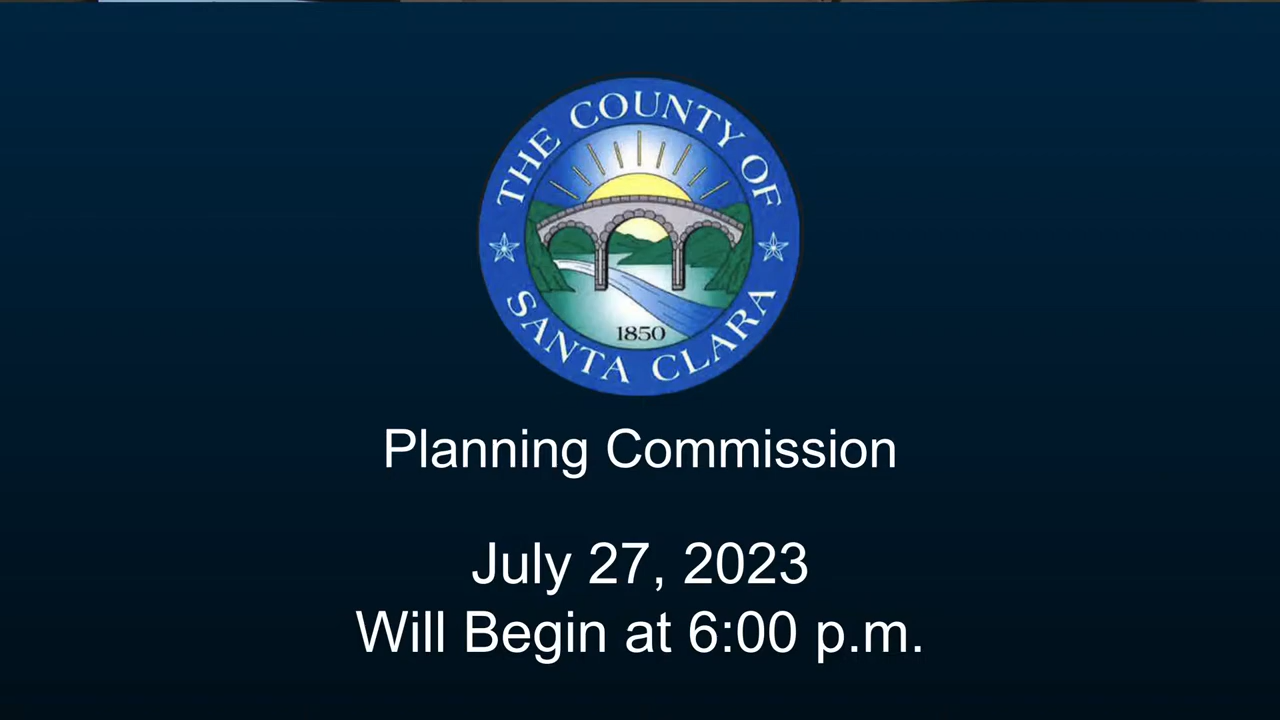 THE COUNTY OF
SANTA CLARA
1850
Planning Commission
July 27, 2023
Will Begin at 6:00 p.m.